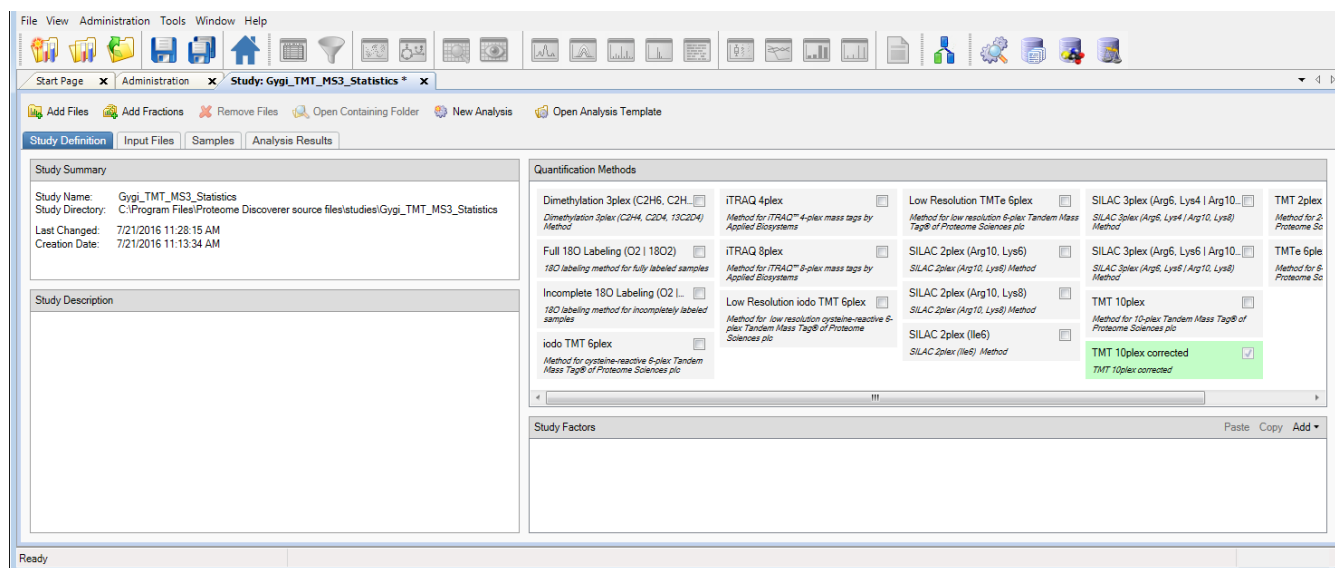 File View Administration Tools Window Help
Start Page x Administration x Study: Gygi_TMT_MS3_Statistics * x
Add Files Add Fractions Remove Files Open Containing Folder New Analysis Open Analysis Template
Study Definition Input Files Samples Analysis Results
Study Summary
Study Name: Gygi_TMT_MS3_Statistics
Study Directory: C:\Program Files\Proteome Discoverer source files\studies\Gygi_TMT_MS3_Statistics
Last Changed: 7/21/2016 11:28:15 AM
Creation Date: 7/21/2016 11:13:34 AM
Study Description
Quantification Methods
Dimethylation 3plex (C2H6, C2H...
Dimethylation 3plex (C2H4, C2D4, 13C2D4)
Method
Full 18O Labeling (O2 | 18O2)
18O labeling method for fully labeled samples
Incomplete 18O Labeling (O2 |...
18O labeling method for incompletely labeled
samples
iodo TMT 6plex
Method for cysteine-reactive 6-plex Tandem
Mass Tag® of Proteome Sciences plc
iTRAQ 4plex
Method for iTRAQ™ 4-plex mass tags by
Applied Biosystems
iTRAQ 8plex
Method for iTRAQ™ 8-plex mass tags by
Applied Biosystems
Low Resolution iodo TMT 6plex
Method for low resolution cysteine-reactive 6-
plex Tandem Mass Tag® of Proteome
Sciences plc
Low Resolution TMTe 6plex
Method for low resolution 6-plex Tandem Mass
Tag® of Proteome Sciences plc
SILAC 2plex (Arg10, Lys6)
SILAC 2plex (Arg10, Lys6) Method
SILAC 2plex (Arg10, Lys8)
SILAC 2plex (Arg10, Lys8) Method
SILAC 2plex (Ile6)
SILAC 2plex (Ile6) Method
SILAC 3plex (Arg6, Lys4 | Arg10...
SILAC 3plex (Arg6, Lys4 | Arg10, Lys8)
Method
SILAC 3plex (Arg6, Lys6 | Arg10...
SILAC 3plex (Arg6, Lys6 | Arg10, Lys8)
Method
TMT 10plex
Method for 10-plex Tandem Mass Tag® of
Proteome Sciences plc
TMT 10plex corrected
TMT 10plex corrected
TMT 2plex
Method for 2-
Proteome Sc
TMTe 6ple
Method for 6-
Proteome Sc
Study Factors Paste Copy Add
Ready